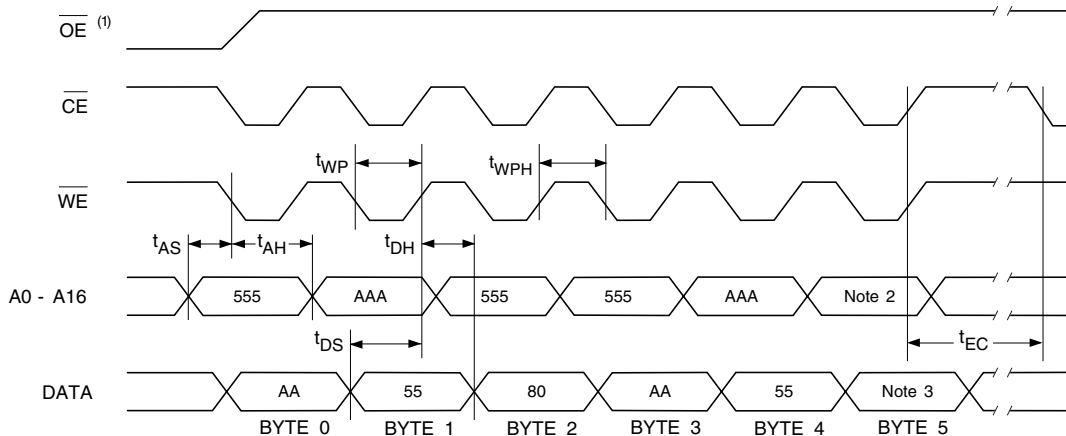 OE (1)
CE
tWP
tWPH
WE
tAS
tAH
tDH
A0 - A16
555
AAA
555
555
AAA
Note 2
tDS
tEC
DATA
AA
55
80
AA
55
Note 3
BYTE 0
BYTE 1
BYTE 2
BYTE 3
BYTE 4
BYTE 5